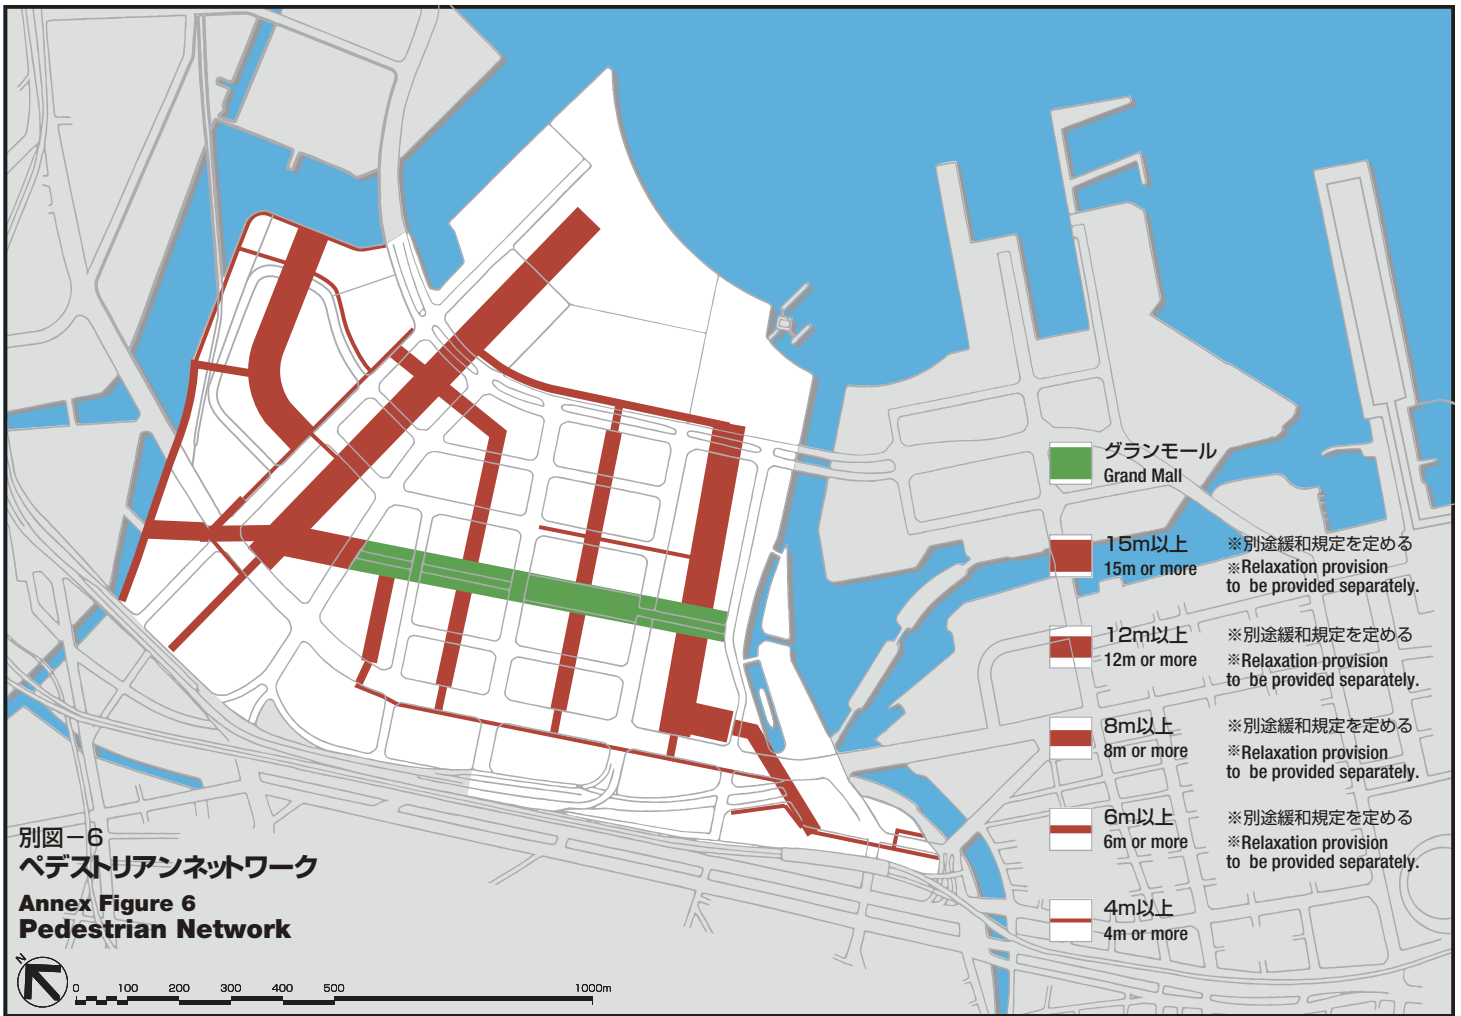 グランモール
Grand Mall
15m以上
15m or more
※別途緩和規定を定める
※Relaxation provision
to be provided separately.
12m以上
12m or more
※別途緩和規定を定める
※Relaxation provision
to be provided separately.
8m以上
8m or more
※別途緩和規定を定める
※Relaxation provision
to be provided separately.
6m以上
6m or more
※別途緩和規定を定める
※Relaxation provision
to be provided separately.
4m以上
4m or more
別図－6
ペデストリアンネットワーク
Annex Figure 6
Pedestrian Network
N
0 100 200 300 400 500 1000m